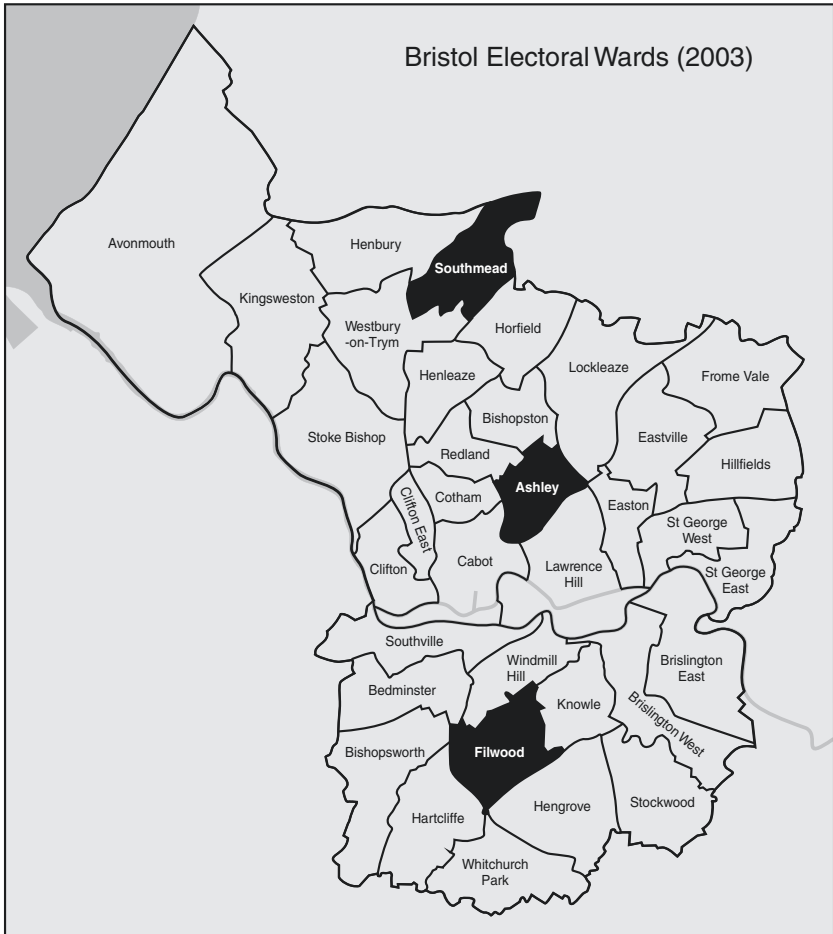 Bristol Electoral Wards (2003)
Avonmouth
Henbury
Southmead
Kingsweston
Westbury
-on-Trym
Horfield
Lockleaze
Frome Vale
Henleaze
Bishopston
Stoke Bishop
Eastville
Redland
Hillfields
Ashley
Cotham
Clifton East
Easton
St George
West
Clifton
Cabot
Lawrence
Hill
St George
East
Southville
Windmill
Hill
Brislington
East
Bedminster
Knowle
Brislington West
Bishopsworth
Filwood
Hengrove
Stockwood
Hartcliffe
Whitchurch
Park